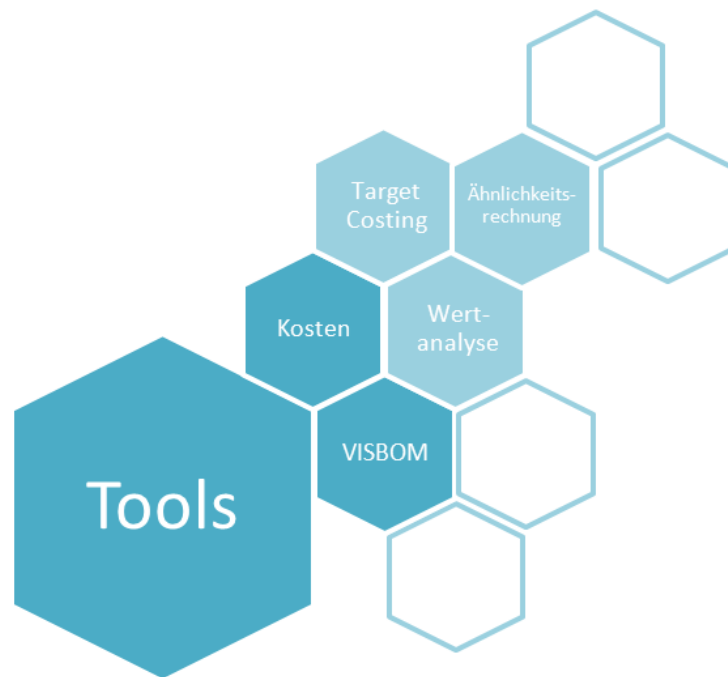 Target
Costing
Ähnlichkeits-
rechnung
Kosten
Wert-
analyse
VISBOM
Tools